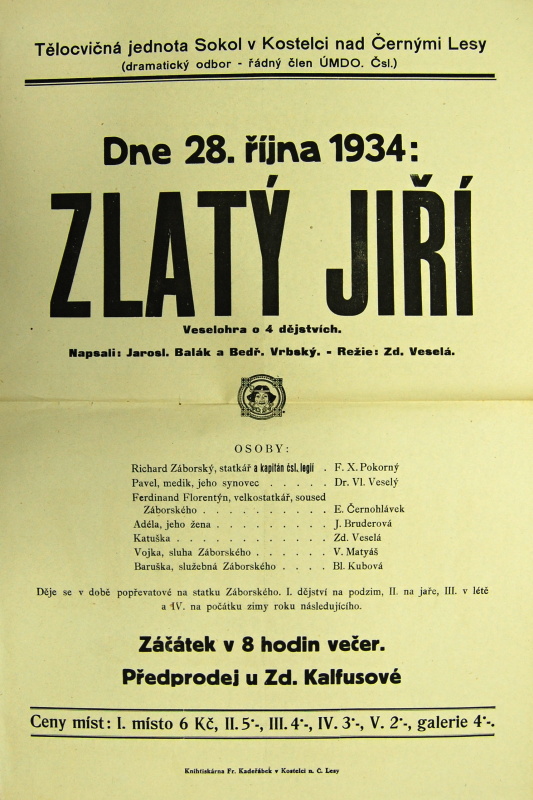 Tělocvičná jednota Sokol v Kostelci nad Černými Lesy
(dramatický odbor - řádný člen ÚMDO. Čsl.)
Dne 28. října 1934:
ZLATÝ JIŘÍ
Veselohra o 4 dějstvích.
Napsali: Jarosl. Balák a Bedř. Vrbský. - Režie: Zd. Veselá.
OSOBY:
Richard Záborský, statkář a kapitán čsl. legií . F. X. Pokorný
Pavel, medik, jeho synovec . . . . . Dr. Vl. Veselý
Ferdinand Florentýn, velkostatkář, soused
Záborského . . . . . . . . . . E. Černohlávek
Adéla, jeho žena . . . . . . . . . J. Bruderová
Katuška . . . . . . . . . . . . Zd. Veselá
Vojka, sluha Záborského . . . . . . V. Matyáš
Baruška, služebná Záborského . . . . Bl. Kubová
Děje se v době popřevatové na statku Záborského. I. dějství na podzim, II. na jaře, III. v létě
a IV. na počátku zimy roku následujícího.
Záčátek v 8 hodin večer.
Předprodej u Zd. Kalfusové
Ceny míst: I. místo 6 Kč, II. 5·-, III. 4·-, IV. 3·-, V. 2·-, galerie 4·-.
Knihtiskárna Fr. Kadeřábek v Kostelci n. Č. Lesy